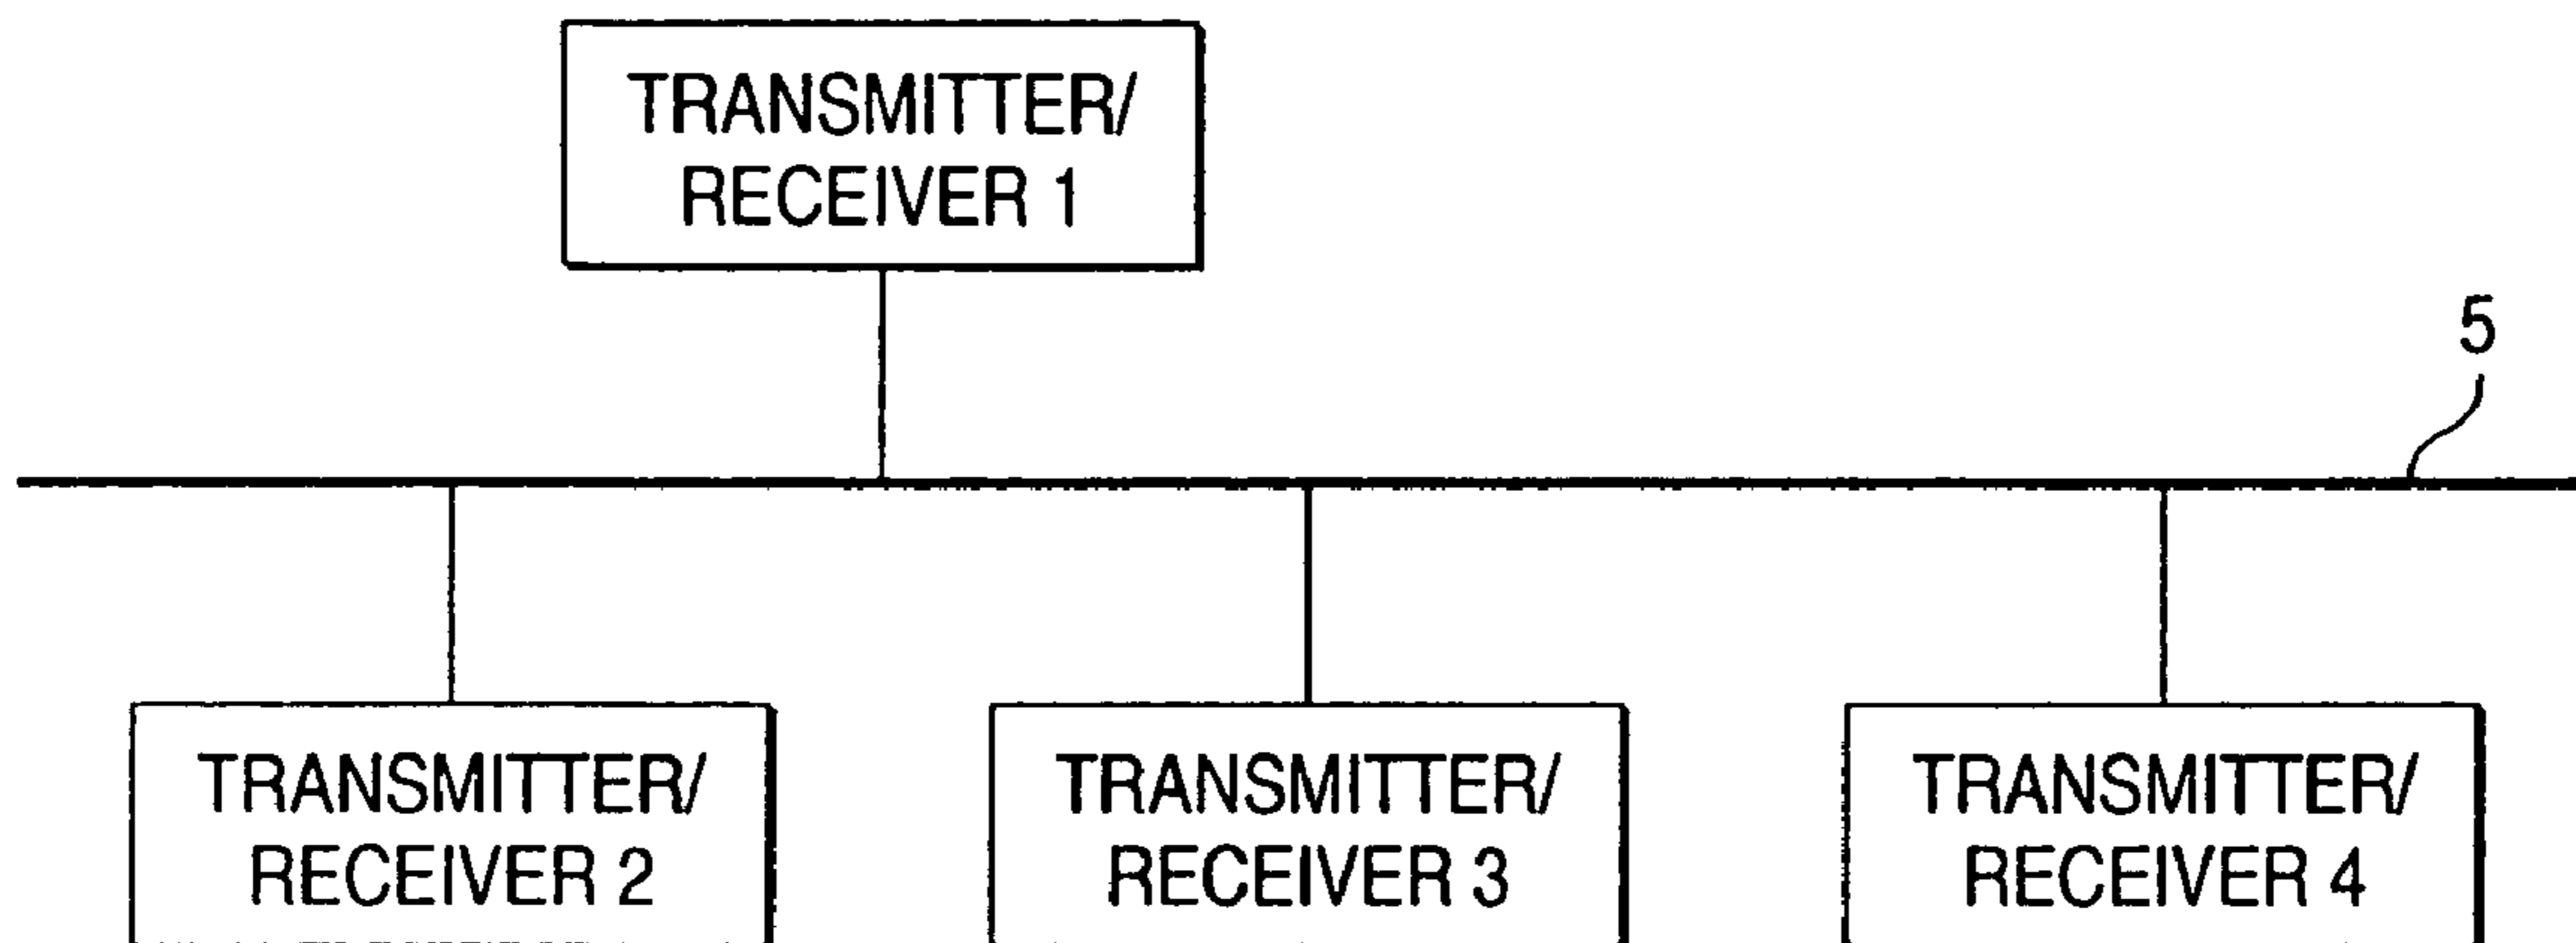 TRANSMITTER/
RECEIVER 1
5
TRANSMITTER/
RECEIVER 2
TRANSMITTER/
RECEIVER 3
TRANSMITTER/
RECEIVER 4